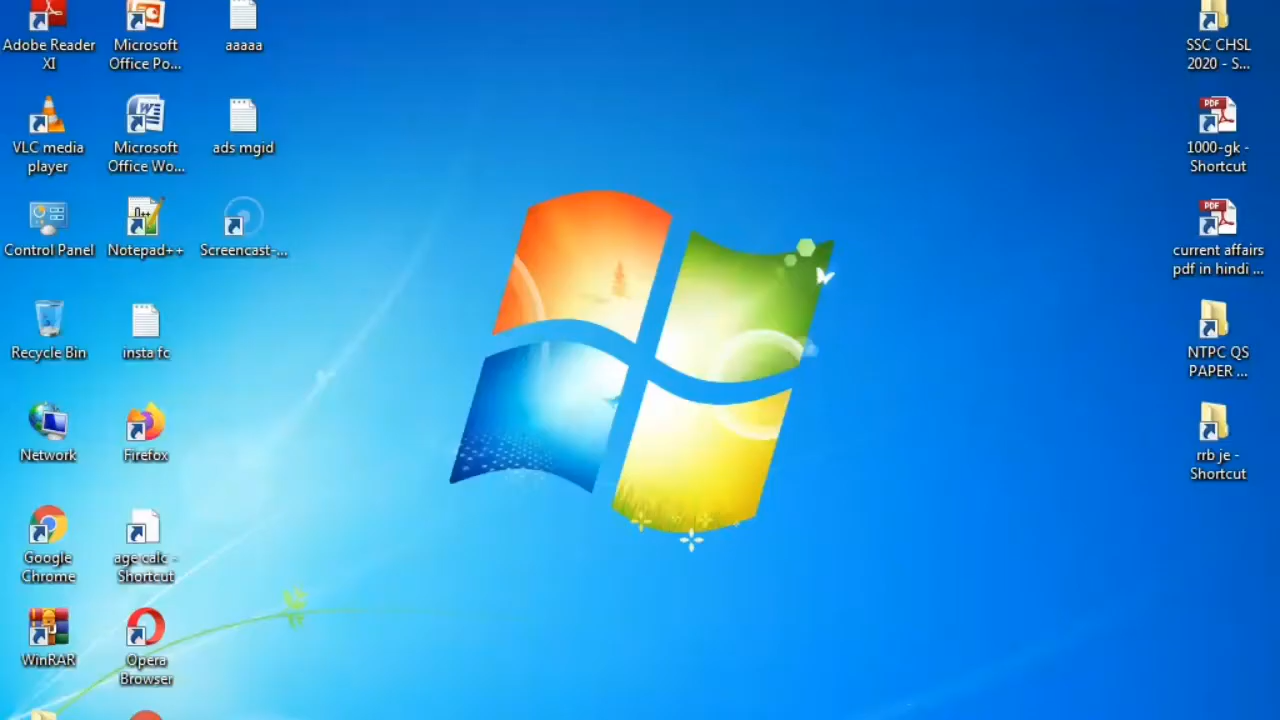 Adobe Reader
XI
Microsoft
Office Po...
aaaaa
SSC CHSL
2020 - S...
VLC media
player
Microsoft
Office Wo...
ads mgid
PDF
1000-gk -
Shortcut
Control Panel
Notepad++
Screencast-...
PDF
current affairs
pdf in hindi ...
Recycle Bin
insta fc
NTPC QS
PAPER ...
Network
Firefox
rrb je -
Shortcut
Google
Chrome
age calc -
Shortcut
WinRAR
Opera
Browser